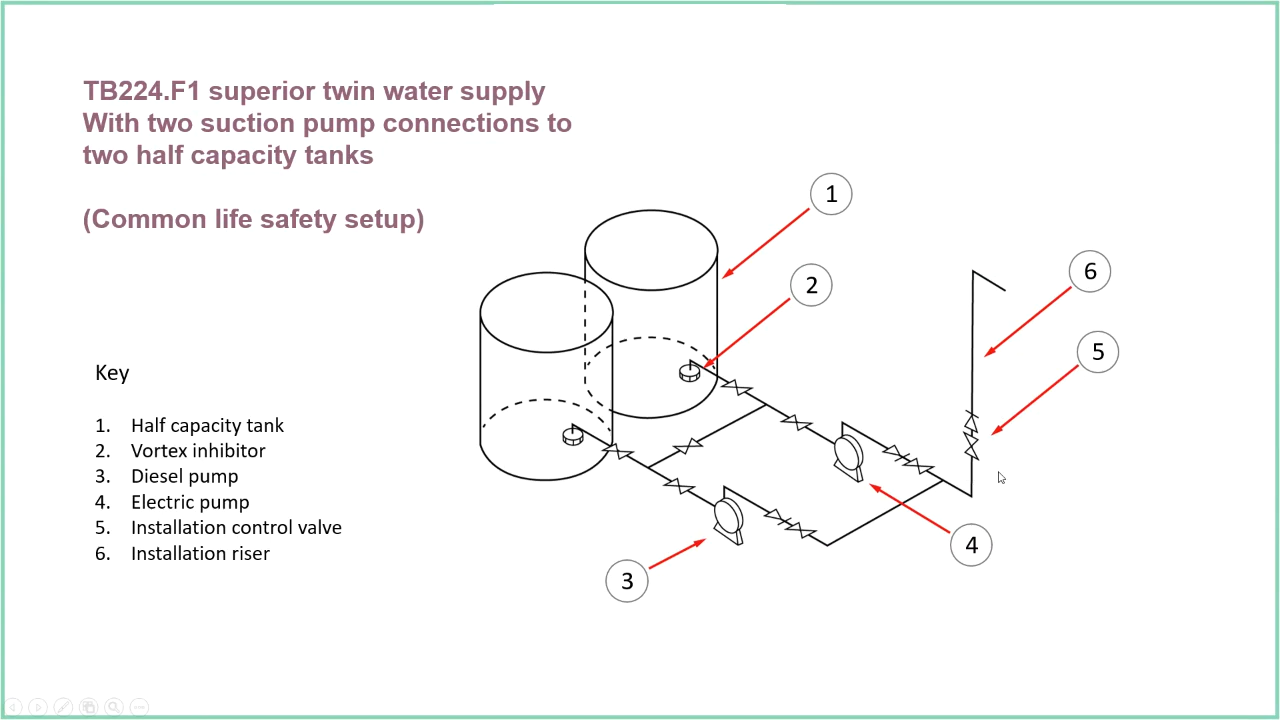 TB224.F1 superior twin water supply
With two suction pump connections to
two half capacity tanks
(Common life safety setup)
1
2
6
5
Key
1. Half capacity tank
2. Vortex inhibitor
3. Diesel pump
4. Electric pump
5. Installation control valve
6. Installation riser
4
3